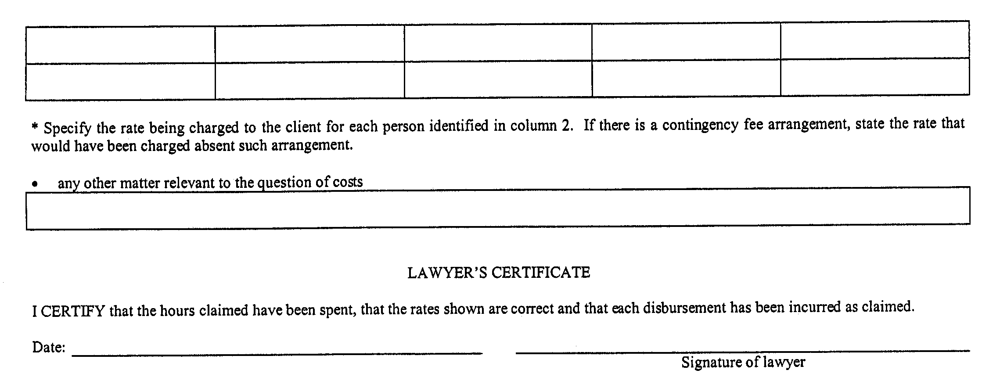 * Specify the rate being charged to the client for each person identified in column 2. If there is a contingency fee arrangement, state the rate that
would have been charged absent such arrangement.
• any other matter relevant to the question of costs
LAWYER'S CERTIFICATE
I CERTIFY that the hours claimed have been spent, that the rates shown are correct and that each disbursement has been incurred as claimed.
Date:
Signature of lawyer